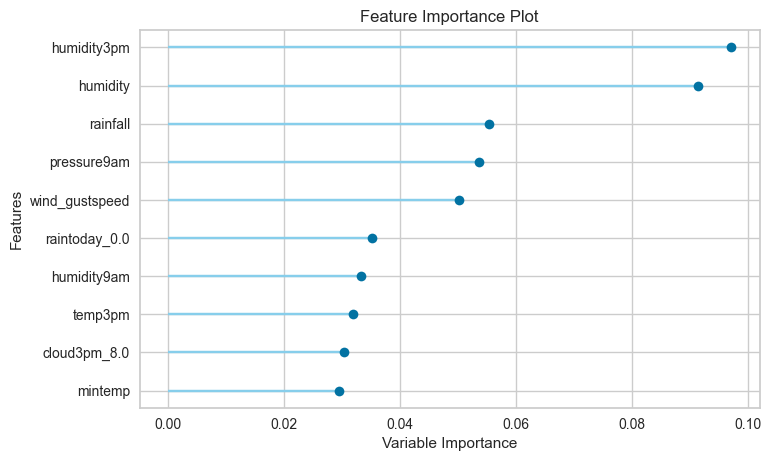 Feature Importance Plot
humidity3pm
humidity
rainfall
pressure9am
wind_gustspeed
raintoday_0.0
humidity9am
temp3pm
cloud3pm_8.0
mintemp
Features
0.00 0.02 0.04 0.06 0.08 0.10
Variable Importance